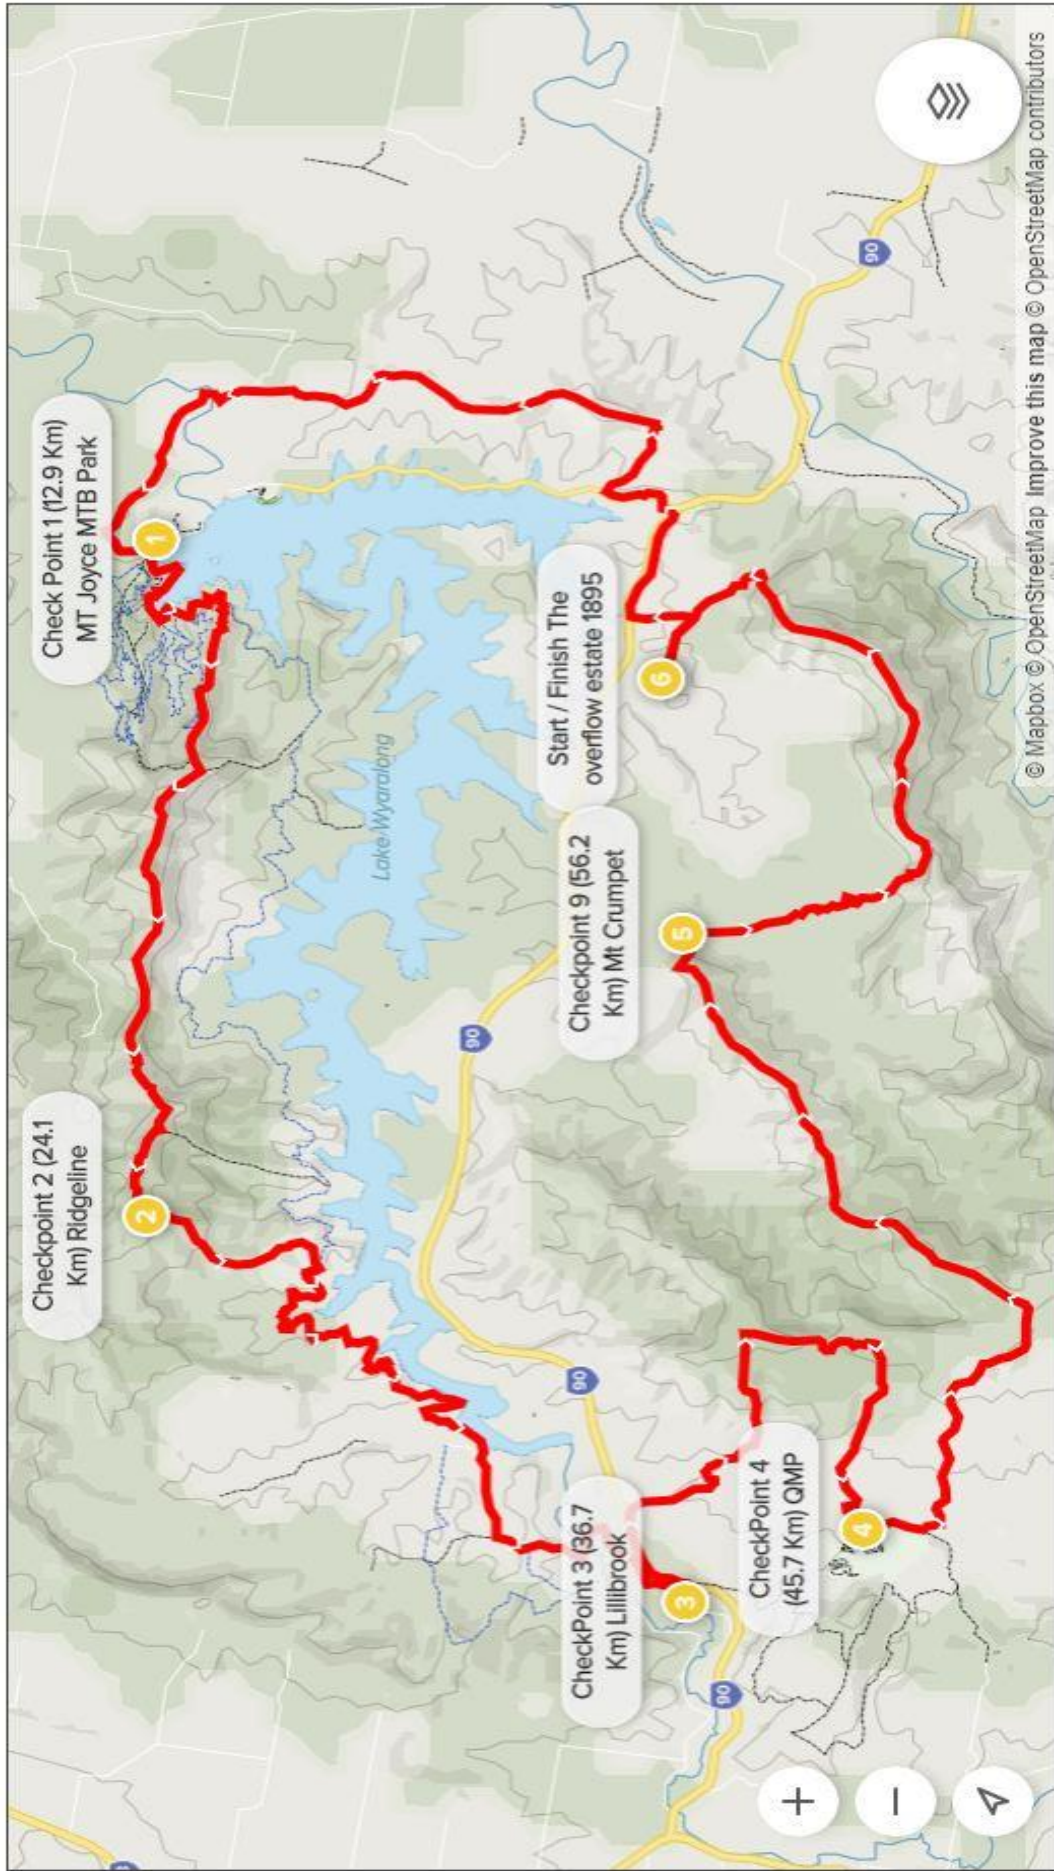 Check Point 1 (12.9 Km)
MT Joyce MTB Park
1
Checkpoint 2 (24.1
Km) Ridgeline
2
Lake Wyaralong
Start / Finish The
overflow estate 1895
6
Checkpoint 9 (56.2
Km) Mt Crumpet
5
CheckPoint 3 (36.7
Km) Lillibrook
3
CheckPoint 4
(45.7 Km) QMP
4
90
90
90
90
+
−
© Mapbox © OpenStreetMap Improve this map © OpenStreetMap contributors